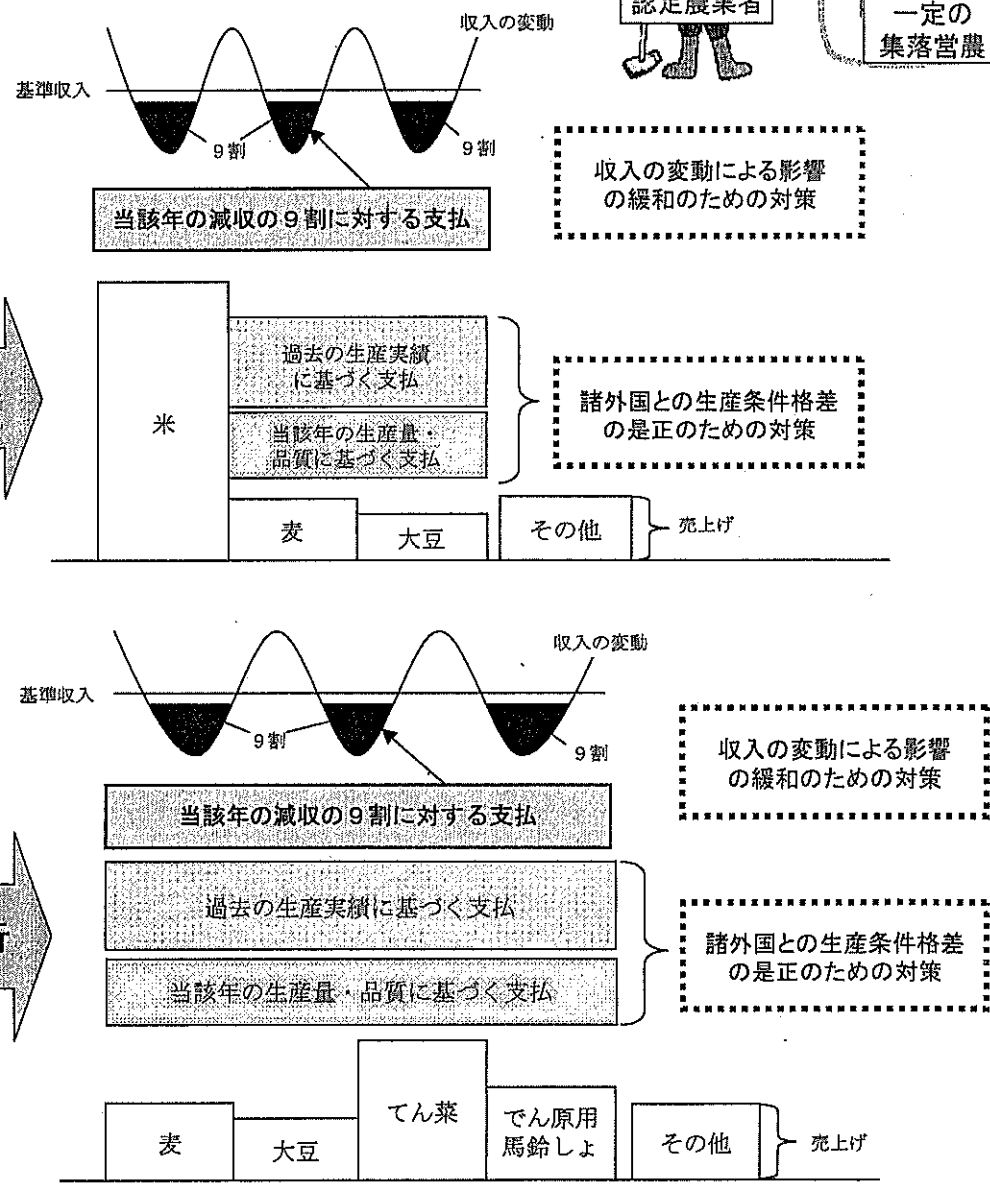 認定農業者
一定の
集落営農
収入の変動
基準収入
9割
9割
当該年の減収の9割に対する支払
収入の変動による影響
の緩和のための対策
米
過去の生産実績
に基づく支払
当該年の生産量・
品質に基づく支払
諸外国との生産条件格差
の是正のための対策
麦
大豆
その他
売上げ
収入の変動
基準収入
9割
9割
当該年の減収の9割に対する支払
収入の変動による影響
の緩和のための対策
過去の生産実績に基づく支払
当該年の生産量・品質に基づく支払
諸外国との生産条件格差
の是正のための対策
麦
大豆
てん菜
でん原用
馬鈴しょ
その他
売上げ